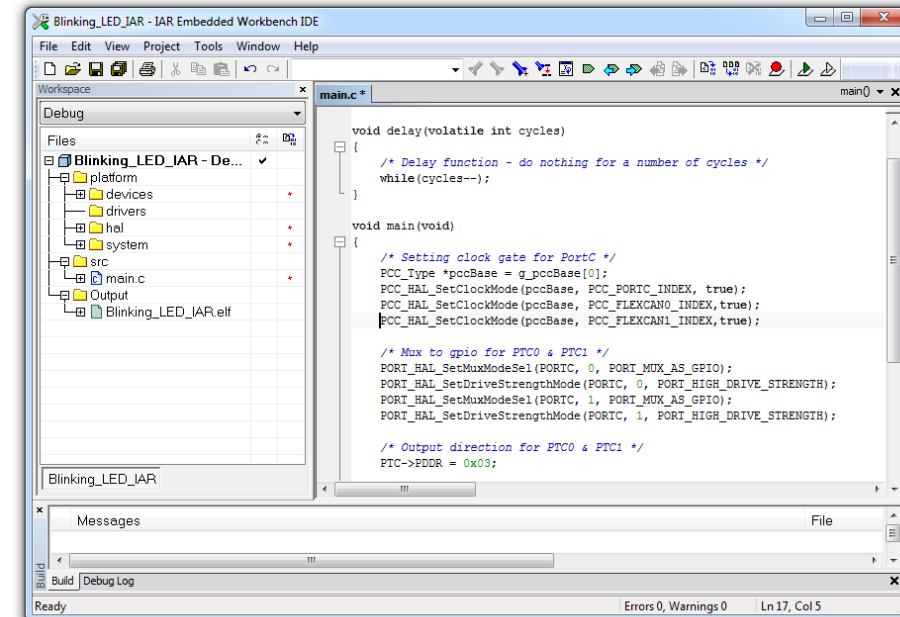 Blinking_LED_IAR - IAR Embedded Workbench IDE
File Edit View Project Tools Window Help
Workspace
main.c *
main()
Debug
Files
Blinking_LED_IAR - De...
platform
devices
drivers
hal
system
src
main.c
Output
Blinking_LED_IAR.elf
Blinking_LED_IAR
void delay(volatile int cycles)
{
/* Delay function - do nothing for a number of cycles */
while(cycles--);
}
void main(void)
{
/* Setting clock gate for PortC */
PCC_Type *pccBase = g_pccBase[0];
PCC_HAL_SetClockMode(pccBase, PCC_PORTC_INDEX, true);
PCC_HAL_SetClockMode(pccBase, PCC_FLEXCAN0_INDEX,true);
PCC_HAL_SetClockMode(pccBase, PCC_FLEXCAN1_INDEX,true);
/* Mux to gpio for PTC0 & PTC1 */
PORT_HAL_SetMuxModeSel(PORTC, 0, PORT_MUX_AS_GPIO);
PORT_HAL_SetDriveStrengthMode(PORTC, 0, PORT_HIGH_DRIVE_STRENGTH);
PORT_HAL_SetMuxModeSel(PORTC, 1, PORT_MUX_AS_GPIO);
PORT_HAL_SetDriveStrengthMode(PORTC, 1, PORT_HIGH_DRIVE_STRENGTH);
/* Output direction for PTC0 & PTC1 */
PTC->PDDR = 0x03;
Messages File
Build
Build Debug Log
Ready Errors 0, Warnings 0 Ln 17, Col 5